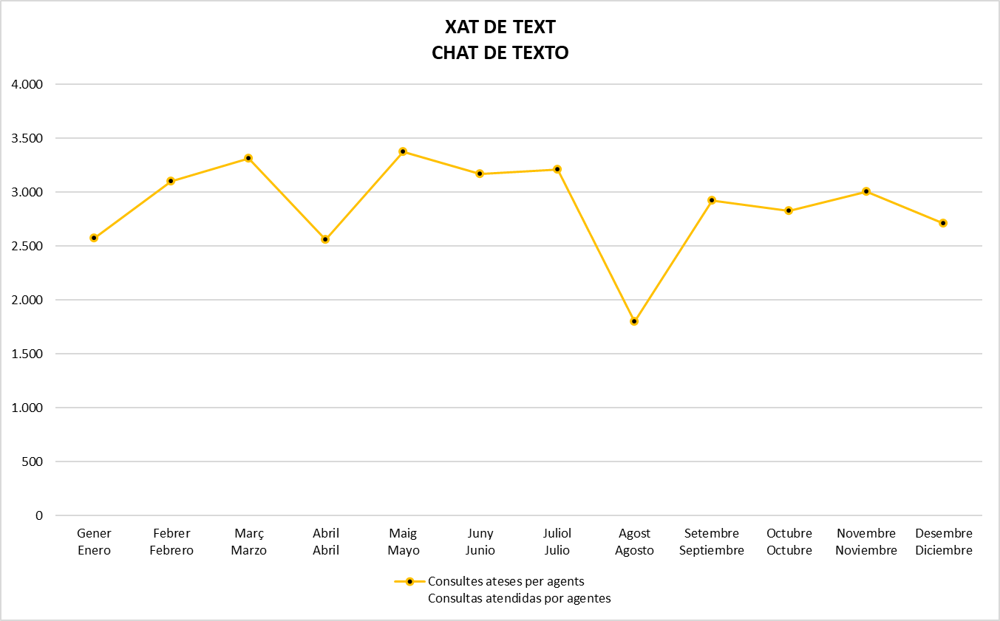 XAT DE TEXT
CHAT DE TEXTO
4.000
3.500
3.000
2.500
2.000
1.500
1.000
500
0
Gener Febrer Març Abril Maig Juny Juliol Agost Setembre Octubre Novembre Desembre
Enero Febrero Marzo Abril Mayo Junio Julio Agosto Septiembre Octubre Noviembre Diciembre
Consultes ateses per agents
Consultas atendidas por agentes